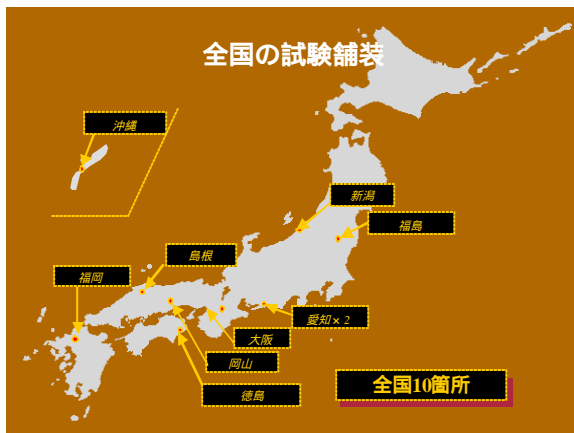 全国の試験舗装
沖縄
新潟
福島
島根
福岡
愛知×2
大阪
岡山
徳島
全国10箇所